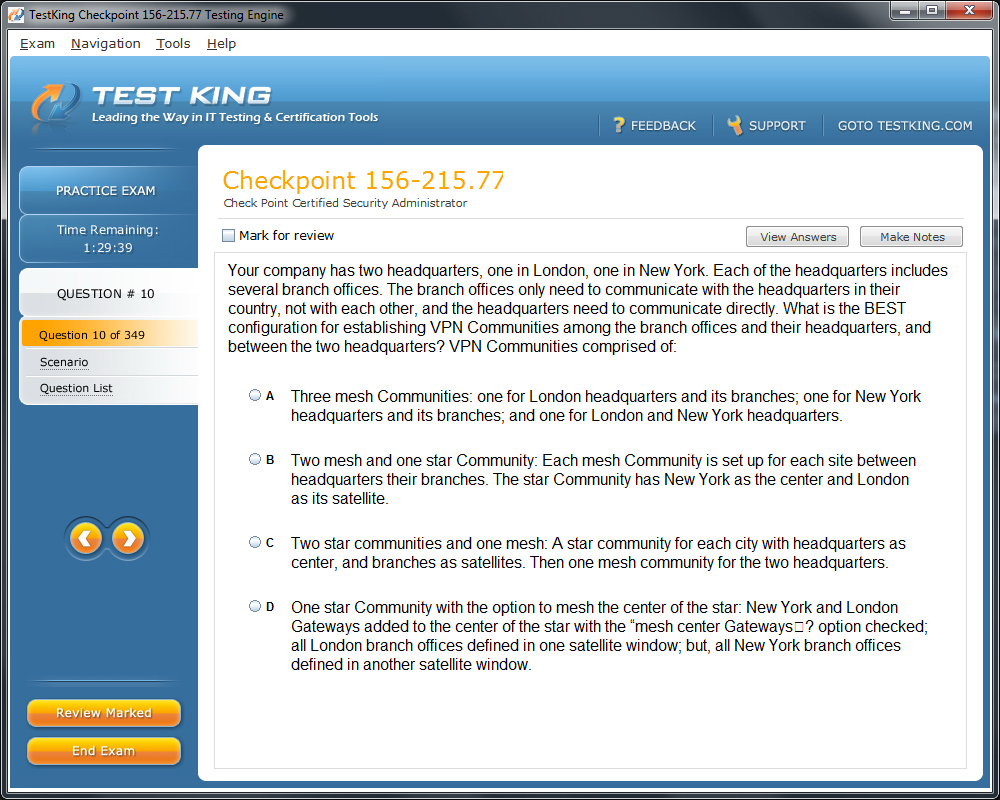 TestKing Checkpoint 156-215.77 Testing Engine
Exam Navigation Tools Help
TEST KING
Leading the Way in IT Testing & Certification Tools
? FEEDBACK SUPPORT GOTO TESTKING.COM
PRACTICE EXAM
Time Remaining:
1:29:39
QUESTION # 10
Question 10 of 349
Scenario
Question List
Review Marked
End Exam
Checkpoint 156-215.77
Check Point Certified Security Administrator
Mark for review
View Answers Make Notes
Your company has two headquarters, one in London, one in New York. Each of the headquarters includes
several branch offices. The branch offices only need to communicate with the headquarters in their
country, not with each other, and the headquarters need to communicate directly. What is the BEST
configuration for establishing VPN Communities among the branch offices and their headquarters, and
between the two headquarters? VPN Communities comprised of:
A Three mesh Communities: one for London headquarters and its branches; one for New York
headquarters and its branches; and one for London and New York headquarters.
B Two mesh and one star Community: Each mesh Community is set up for each site between
headquarters their branches. The star Community has New York as the center and London
as its satellite.
C Two star communities and one mesh: A star community for each city with headquarters as
center, and branches as satellites. Then one mesh community for the two headquarters.
D One star Community with the option to mesh the center of the star: New York and London
Gateways added to the center of the star with the “mesh center Gateways□? option checked;
all London branch offices defined in one satellite window; but, all New York branch offices
defined in another satellite window.